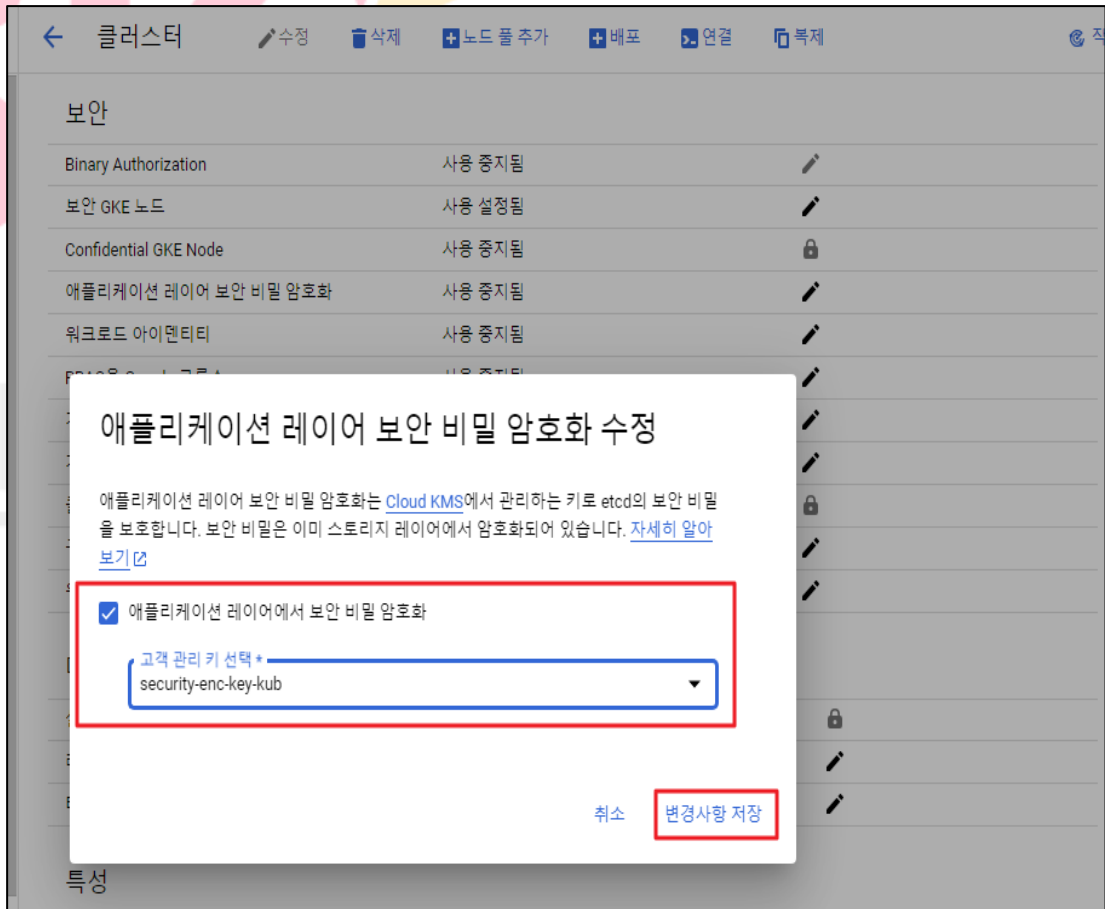 클러스터
수정
삭제
노드 풀 추가
배포
연결
복제
보안
Binary Authorization 사용 중지됨
보안 GKE 노드 사용 설정됨
Confidential GKE Node 사용 중지됨
애플리케이션 레이어 보안 비밀 암호화 사용 중지됨
워크로드 아이덴티티 사용 중지됨
애플리케이션 레이어 보안 비밀 암호화 수정
애플리케이션 레이어 보안 비밀 암호화는 Cloud KMS에서 관리하는 키로 etcd의 보안 비밀
을 보호합니다. 보안 비밀은 이미 스토리지 레이어에서 암호화되어 있습니다. 자세히 알아
보기
애플리케이션 레이어에서 보안 비밀 암호화
고객 관리 키 선택 *
security-enc-key-kub
취소
변경사항 저장
특성